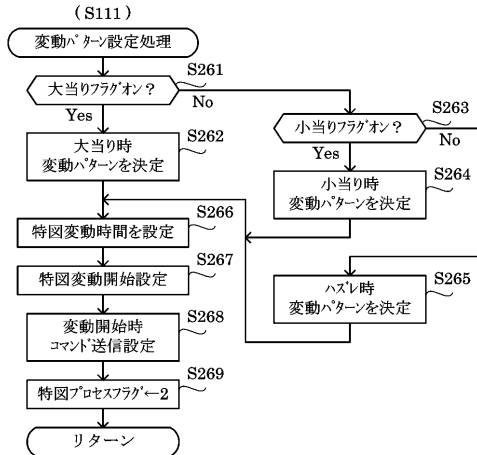 (S111)
変動ﾊﾟﾀｰﾝ設定処理
S261
大当りﾌﾗｸﾞｵﾝ?
No
Yes
S262
大当り時
変動ﾊﾟﾀｰﾝを決定
S263
小当りﾌﾗｸﾞｵﾝ?
No
Yes
S264
小当り時
変動ﾊﾟﾀｰﾝを決定
S266
特図変動時間を設定
S267
特図変動開始設定
S265
ﾊｽﾞﾚ時
変動ﾊﾟﾀｰﾝを決定
S268
変動開始時
ｺﾏﾝﾄﾞ送信設定
S269
特図ﾌﾟﾛｾｽﾌﾗｸﾞ←2
リターン